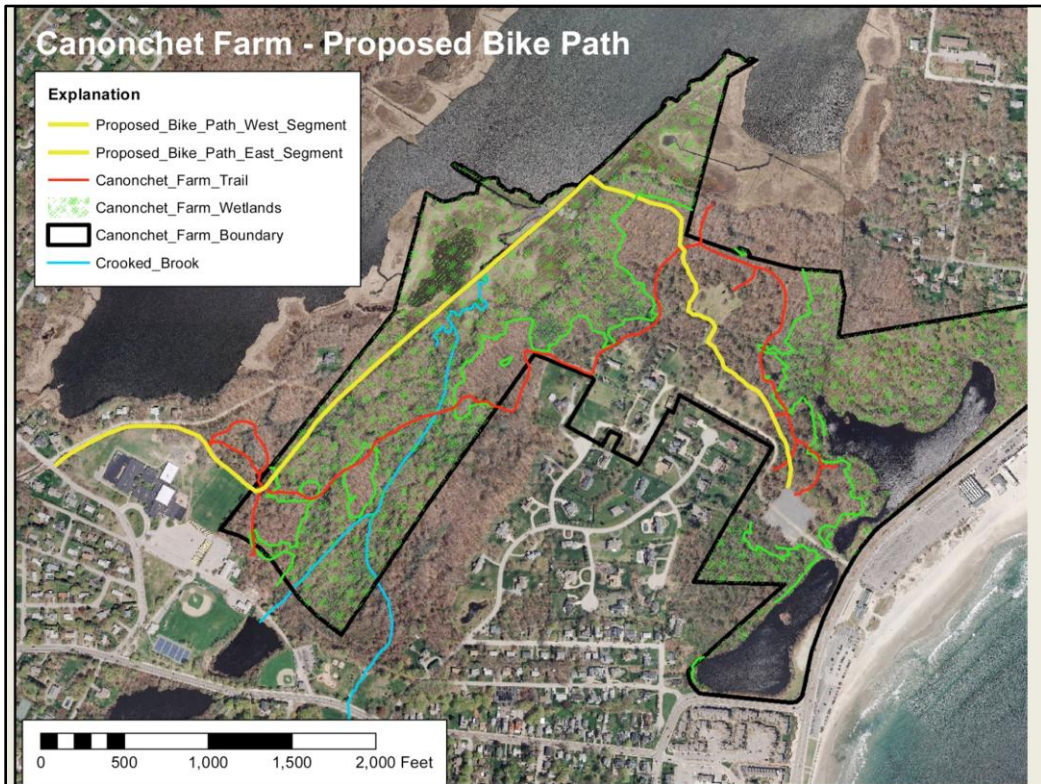 Canonchet Farm - Proposed Bike Path
Explanation
Proposed_Bike_Path_West_Segment
Proposed_Bike_Path_East_Segment
Canonchet_Farm_Trail
Canonchet_Farm_Wetlands
Canonchet_Farm_Boundary
Crooked_Brook
0 500 1,000 1,500 2,000 Feet